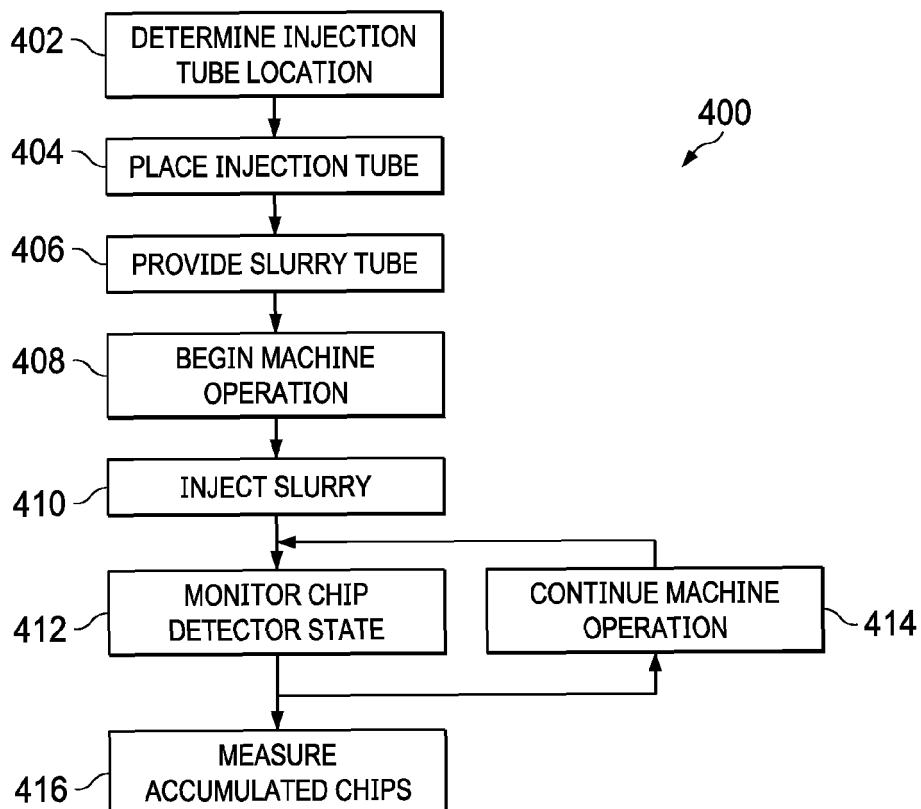 402
DETERMINE INJECTION
TUBE LOCATION
400
404
PLACE INJECTION TUBE
406
PROVIDE SLURRY TUBE
408
BEGIN MACHINE
OPERATION
410
INJECT SLURRY
412
MONITOR CHIP
DETECTOR STATE
CONTINUE MACHINE
OPERATION
414
416
MEASURE
ACCUMULATED CHIPS